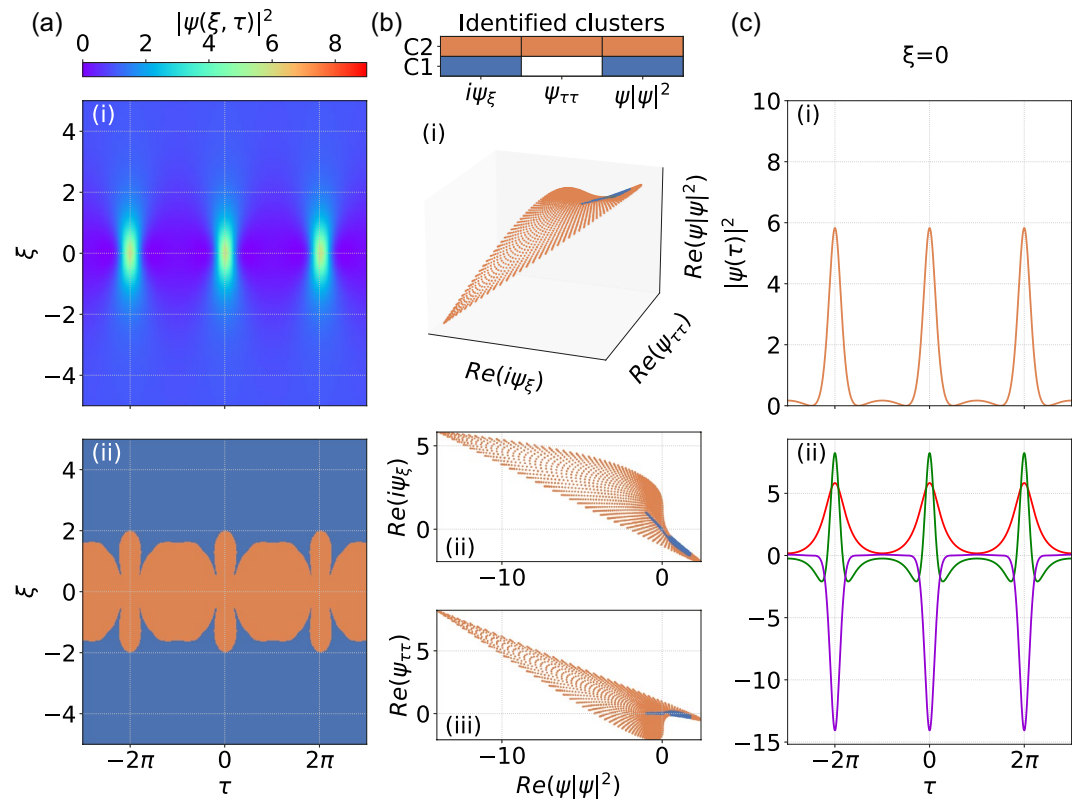 (a)
|ψ(ξ, τ)|²
0 2 4 6 8
(i)
4
2
0
−2
−4
ξ
(ii)
4
2
0
−2
−4
ξ
−2π 0 2π
τ
(b)
Identified clusters
C2
C1
iψ_ξ ψ_ττ ψ|ψ|²
(i)
Re(iψ_ξ)
Re(ψ_ττ)
Re(ψ|ψ|²)
5
0
Re(iψ_ξ)
(ii)
−10 0
5
0
Re(ψ_ττ)
(iii)
−10 0
Re(ψ|ψ|²)
(c)
ξ=0
(i)
10
8
6
4
2
0
|ψ(τ)|²
(ii)
5
0
−5
−10
−15
−2π 0 2π
τ